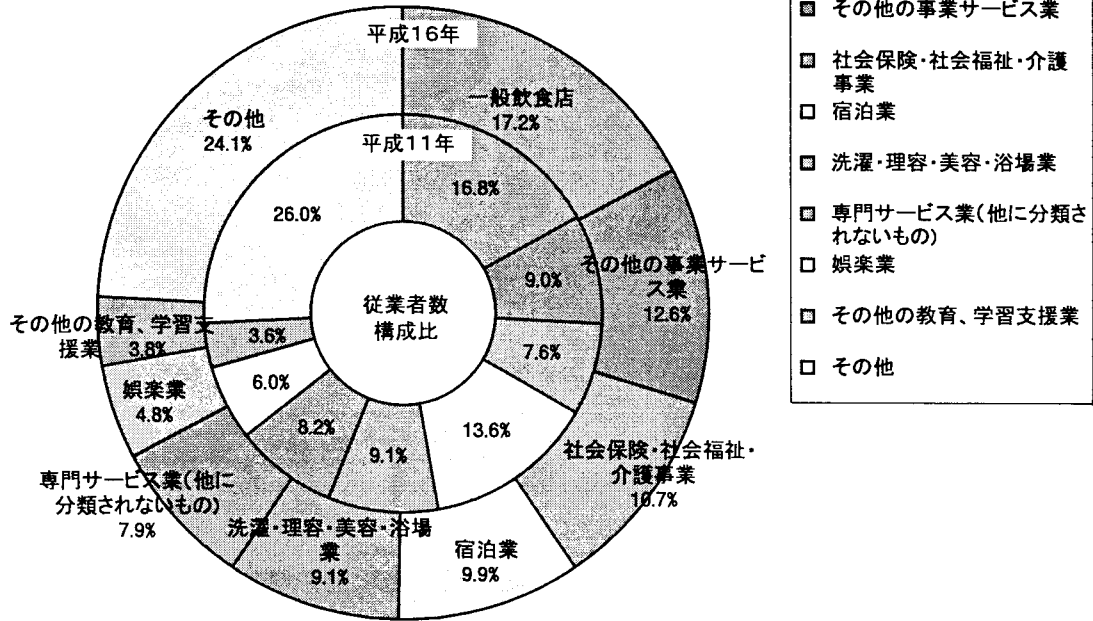 平成16年
一般飲食店
17.2%
その他の事業サービ
ス業
12.6%
社会保険・社会福祉・
介護事業
10.7%
宿泊業
9.9%
洗濯・理容・美容・浴場
業
9.1%
専門サービス業(他に
分類されないもの)
7.9%
娯楽業
4.8%
その他の教育、学習支
援業
3.8%
その他
24.1%
平成11年
16.8%
9.0%
7.6%
13.6%
9.1%
8.2%
6.0%
3.6%
26.0%
従業者数
構成比
その他の事業サービス業
社会保険・社会福祉・介護
事業
宿泊業
洗濯・理容・美容・浴場業
専門サービス業(他に分類さ
れないもの)
娯楽業
その他の教育、学習支援業
その他